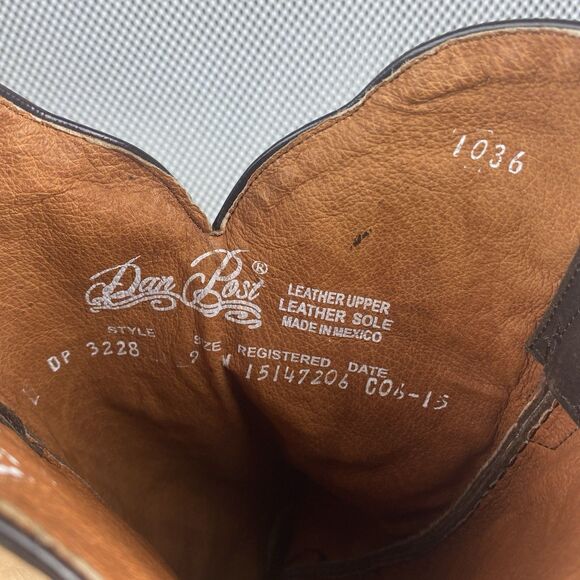 1036
Dan Post®
LEATHER UPPER
LEATHER SOLE
MADE IN MEXICO
STYLE SIZE REGISTERED DATE
DP 3228 9 15147206 C06-15